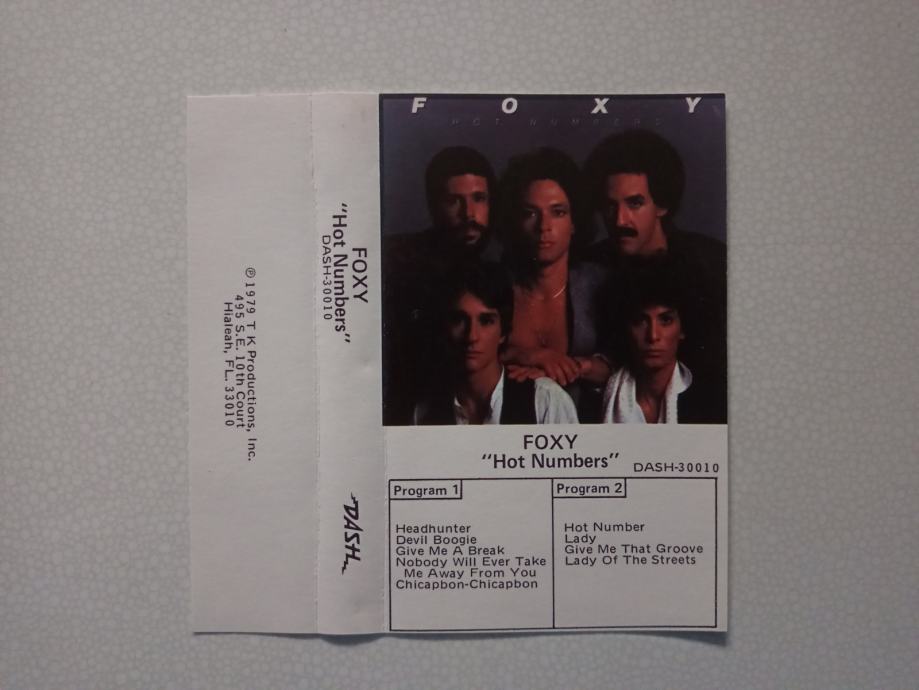 ℗1979 T K Productions, Inc.
495 S.E. 10th Court
Hialeah, FL. 33010
FOXY
"Hot Numbers"
DASH-30010
DASH
F O X Y
HOT NUMBERS
FOXY
"Hot Numbers"
DASH-30010
Program 1
Headhunter
Devil Boogie
Give Me A Break
Nobody Will Ever Take
Me Away From You
Chicapbon-Chicapbon
Program 2
Hot Number
Lady
Give Me That Groove
Lady Of The Streets